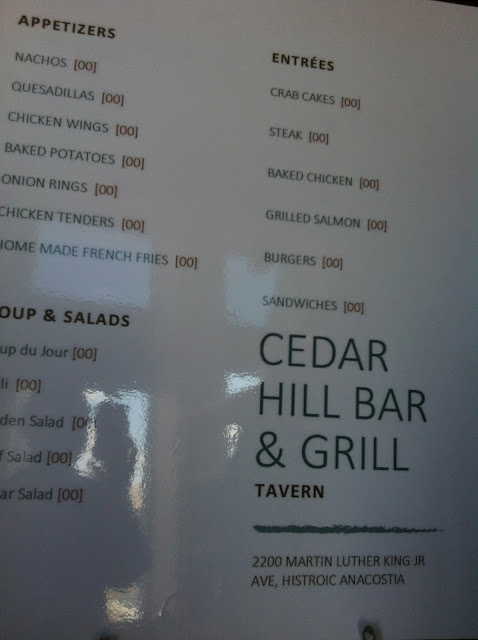 APPETIZERS
NACHOS [00]
QUESADILLAS [00]
CHICKEN WINGS [00]
BAKED POTATOES [00]
ONION RINGS [00]
CHICKEN TENDERS [00]
HOME MADE FRENCH FRIES [00]
OUP & SALADS
up du Jour [00]
li [00]
den Salad [00
f Salad [00]
ar Salad [00]
ENTRÉES
CRAB CAKES [00]
STEAK [00]
BAKED CHICKEN [00]
GRILLED SALMON [00]
BURGERS [00]
SANDWICHES [00]
CEDAR
HILL BAR
& GRILL
TAVERN
2200 MARTIN LUTHER KING JR
AVE, HISTROIC ANACOSTIA